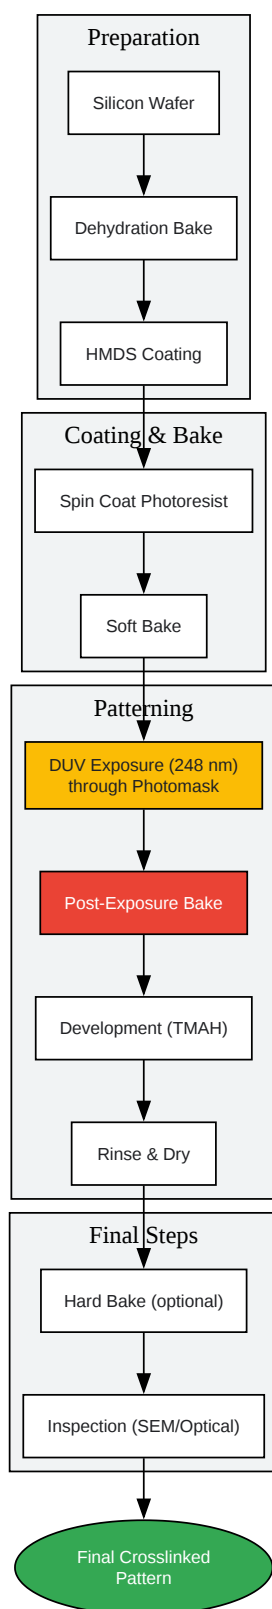 Preparation
Silicon Wafer
Dehydration Bake
HMDS Coating
Coating & Bake
Spin Coat Photoresist
Soft Bake
Patterning
DUV Exposure (248 nm)
through Photomask
Post-Exposure Bake
Development (TMAH)
Rinse & Dry
Final Steps
Hard Bake (optional)
Inspection (SEM/Optical)
Final Crosslinked
Pattern